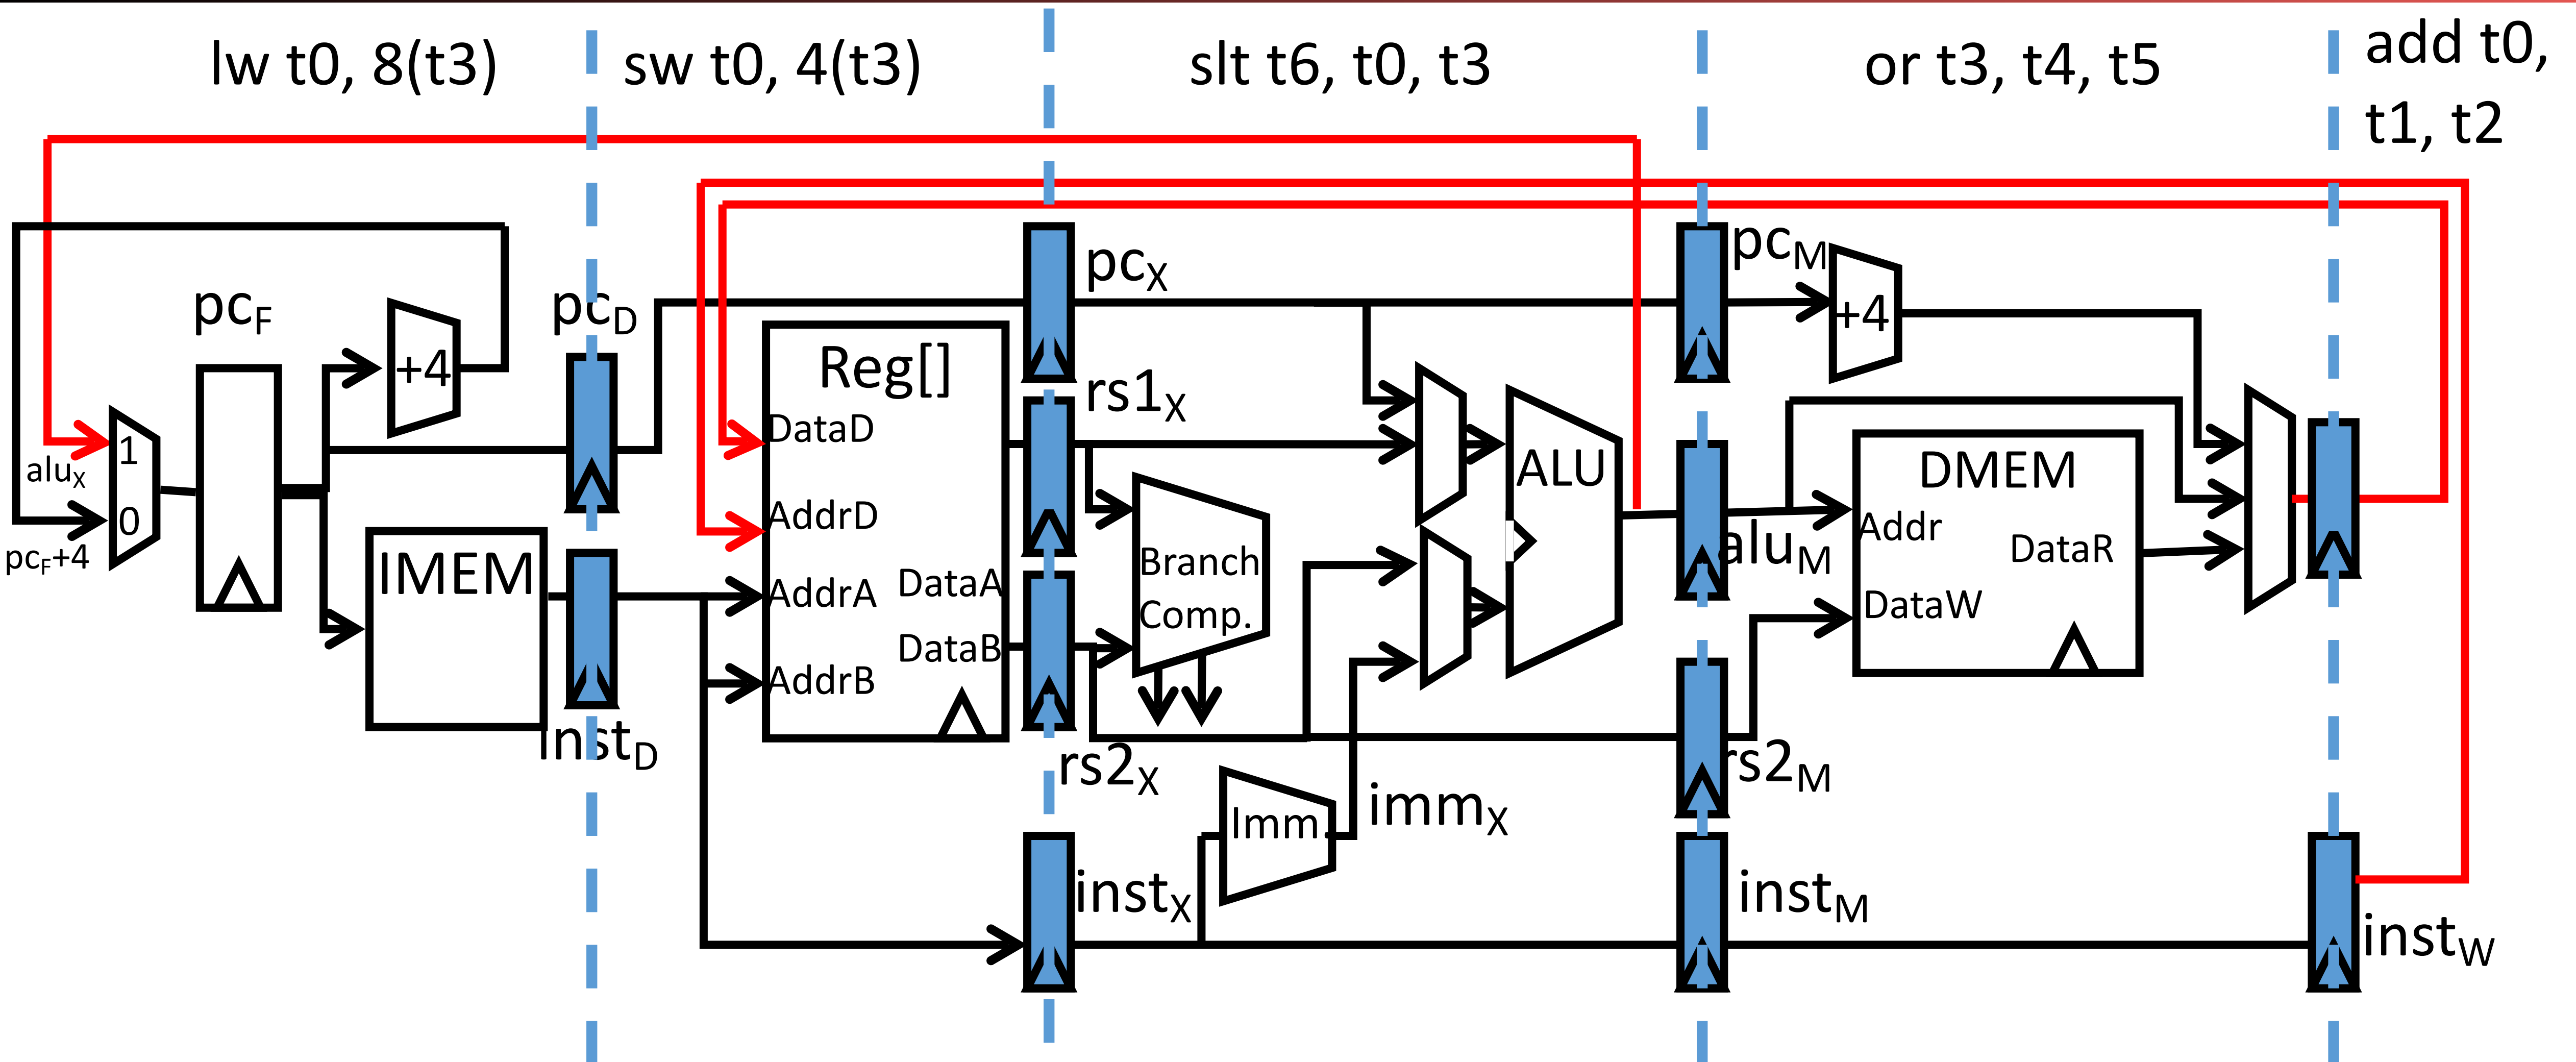 lw t0, 8(t3)
sw t0, 4(t3)
slt t6, t0, t3
or t3, t4, t5
add t0,
t1, t2
pcF
+4
pcD
1
aluX
0
pcF+4
IMEM
instD
Reg[]
DataD
AddrD
AddrA
DataA
DataB
AddrB
pcX
rs1X
Branch
Comp.
rs2X
Imm
immX
instX
ALU
pcM
+4
aluM
DMEM
Addr
DataR
DataW
rs2M
instM
instW